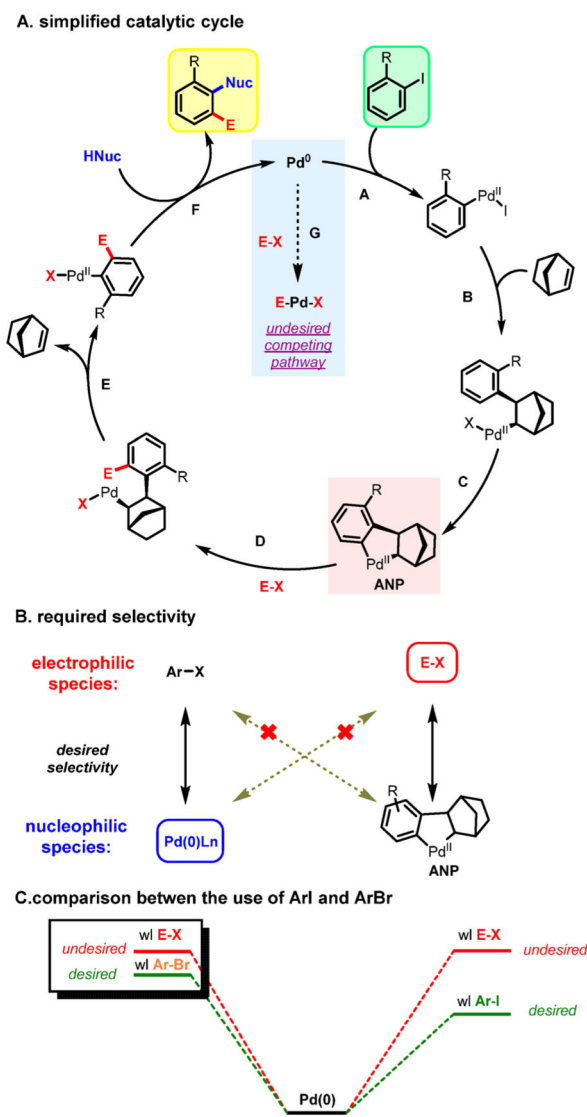 A. simplified catalytic cycle
R
Nuc
E
R
I
HNuc
Pd⁰
A
F
G
E-X
E-Pd-X
undesired
competing
pathway
R
PdII
I
B
E
X
PdII
R
E
R
X
PdII
C
E
R
Pd
X
D
E-X
R
PdII
ANP
B. required selectivity
electrophilic
species:
Ar–X
E-X
desired
selectivity
nucleophilic
species:
Pd(0)Ln
R
PdII
ANP
C.comparison betwen the use of ArI and ArBr
wl E-X
undesired
wl Ar-Br
desired
wl E-X
undesired
wl Ar-I
desired
Pd(0)